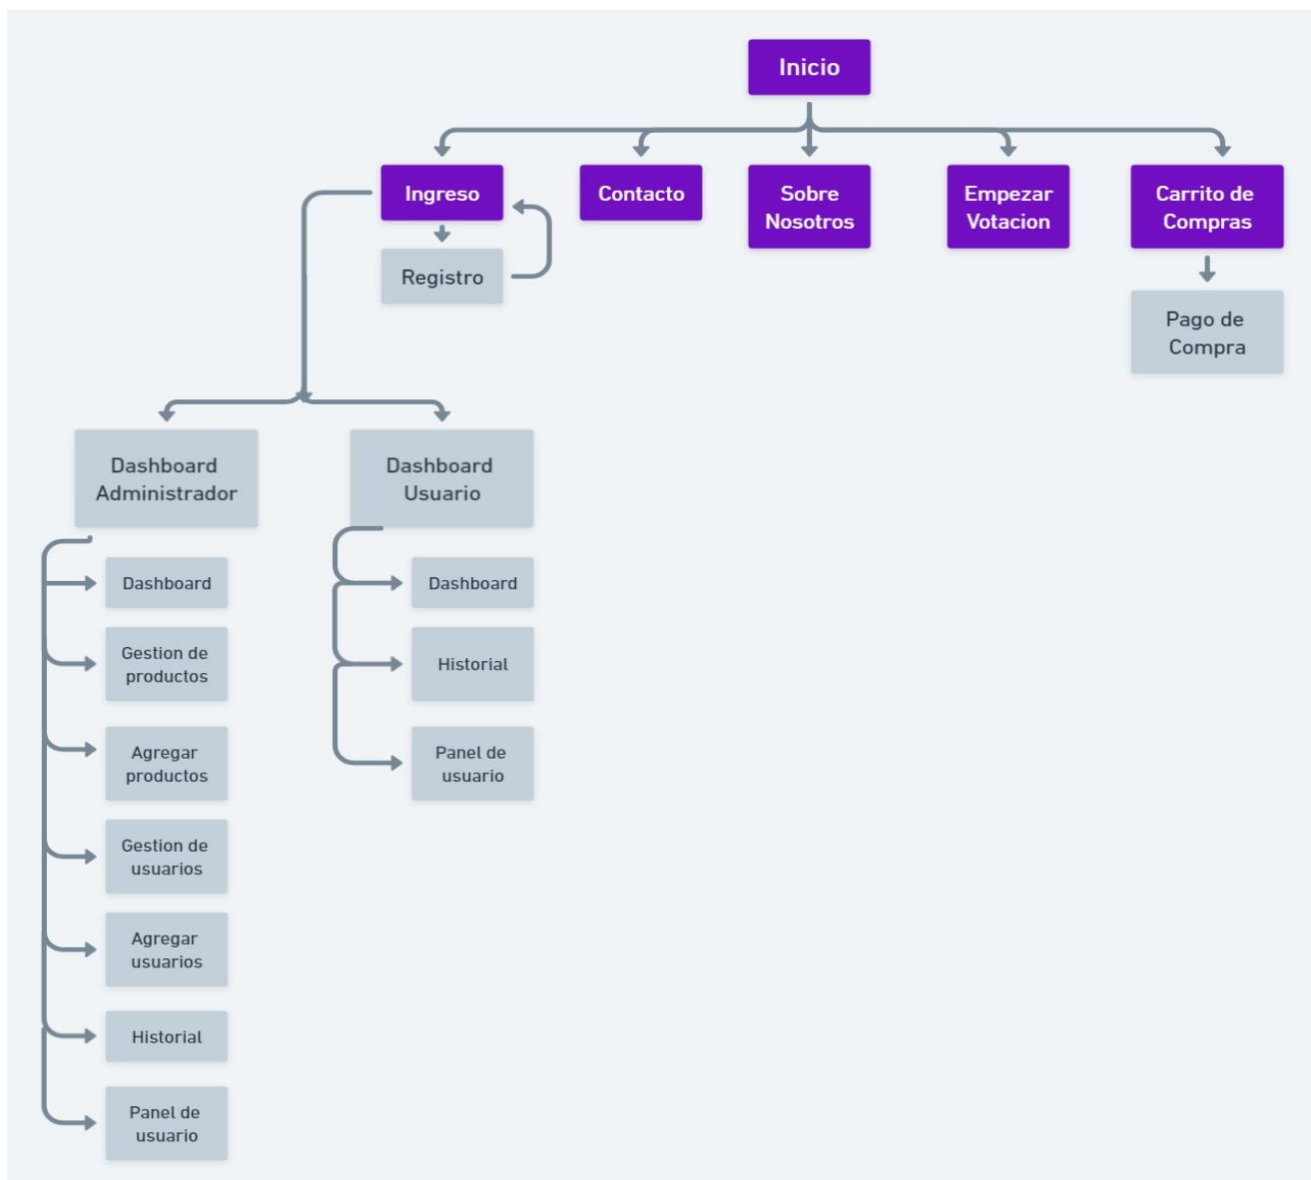 Inicio
Ingreso
Contacto
Sobre
Nosotros
Empezar
Votacion
Carrito de
Compras
Registro
Pago de
Compra
Dashboard
Administrador
Dashboard
Usuario
Dashboard
Gestion de
productos
Agregar
productos
Gestion de
usuarios
Agregar
usuarios
Historial
Panel de
usuario
Dashboard
Historial
Panel de
usuario